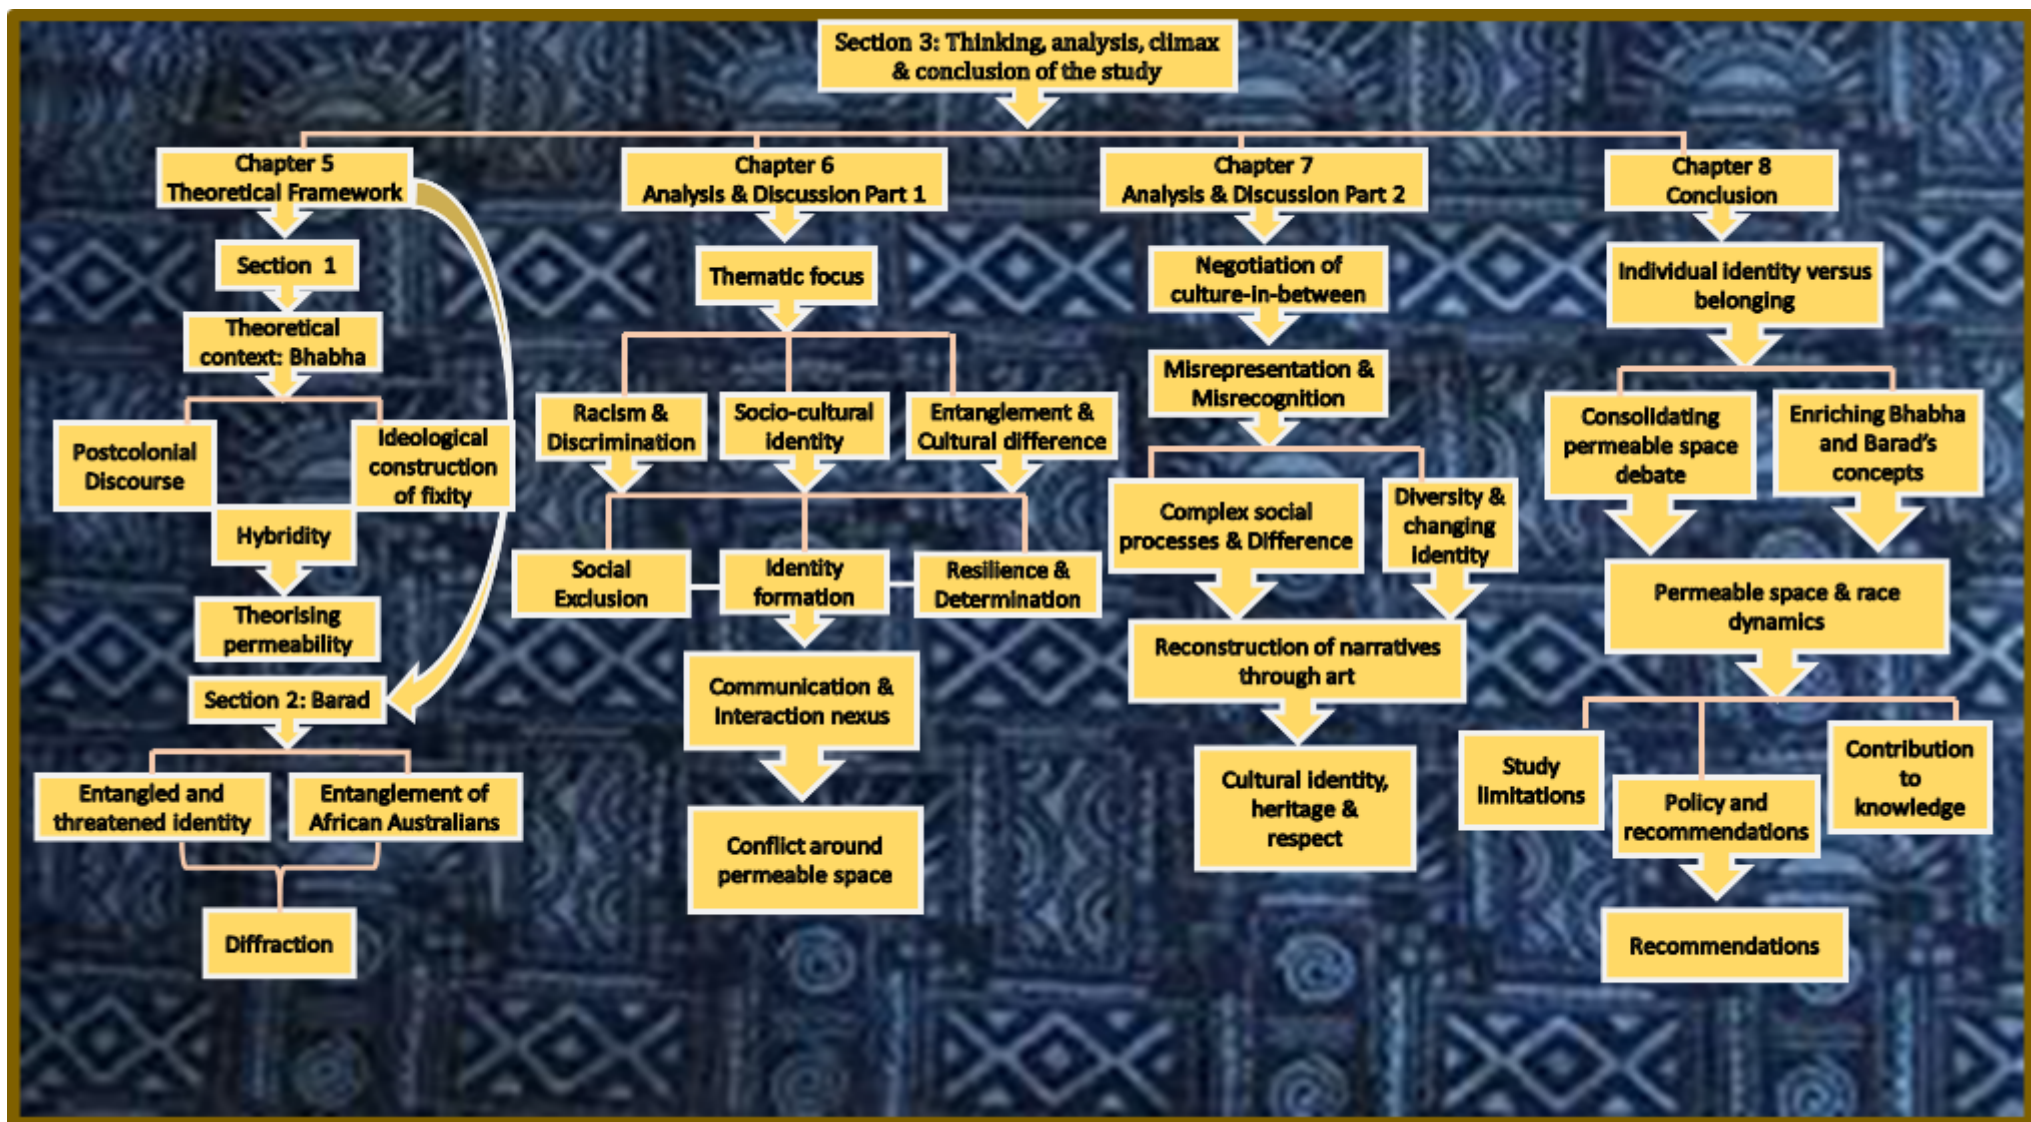 Section 3: Thinking, analysis, climax
& conclusion of the study
Chapter 5
Theoretical Framework
Section 1
Theoretical
context: Bhabha
Postcolonial
Discourse
Ideological
construction
of fixity
Hybridity
Theorising
permeability
Section 2: Barad
Entangled and
threatened identity
Entanglement of
African Australians
Diffraction
Chapter 6
Analysis & Discussion Part 1
Thematic focus
Racism &
Discrimination
Socio-cultural
identity
Entanglement &
Cultural difference
Social
Exclusion
Identity
formation
Resilience &
Determination
Communication &
Interaction nexus
Conflict around
permeable space
Chapter 7
Analysis & Discussion Part 2
Negotiation of
culture-in-between
Misrepresentation &
Misrecognition
Complex social
processes & Difference
Diversity &
changing
identity
Reconstruction of narratives
through art
Cultural identity,
heritage &
respect
Chapter 8
Conclusion
Individual identity versus
belonging
Consolidating
permeable space
debate
Enriching Bhabha
and Barad's
concepts
Permeable space & race
dynamics
Study
limitations
Policy and
recommendations
Contribution
to
knowledge
Recommendations